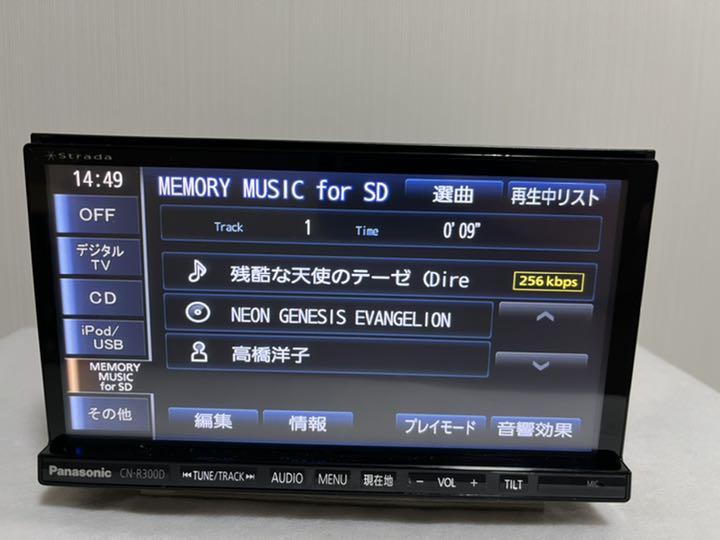 Strada
14:49
MEMORY MUSIC for SD
選曲
再生中リスト
OFF
Track 1 Time 0'09"
デジタル
TV
残酷な天使のテーゼ (Dire
256 kbps
CD
NEON GENESIS EVANGELION
iPod/
USB
高橋洋子
MEMORY
MUSIC
for SD
その他
編集
情報
プレイモード
音響効果
Panasonic CN-R300D TUNE/TRACK AUDIO MENU 現在地 - VOL + TILT MIC